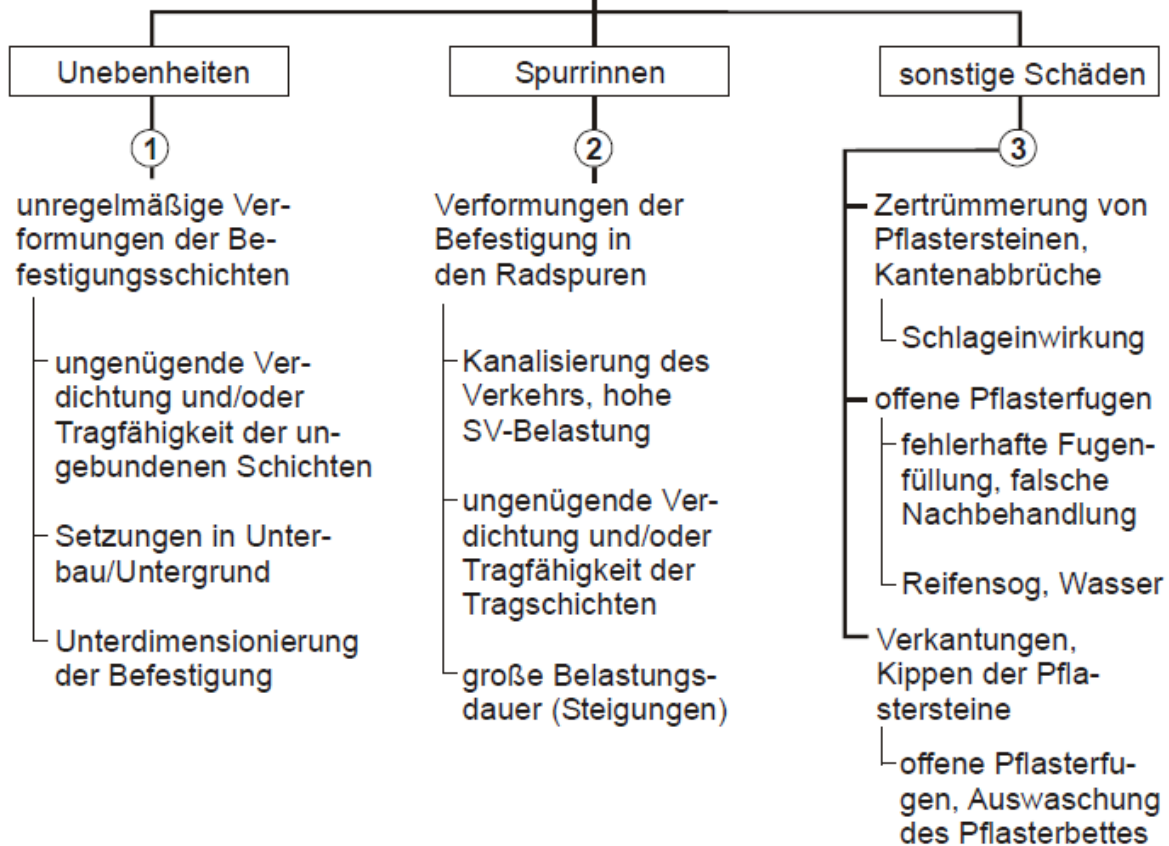 Unebenheiten
1
unregelmäßige Ver-
formungen der Be-
festigungsschichten
ungenügende Ver-
dichtung und/oder
Tragfähigkeit der un-
gebundenen Schichten
Setzungen in Unter-
bau/Untergrund
Unterdimensionierung
der Befestigung
Spurrinnen
2
Verformungen der
Befestigung in
den Radspuren
Kanalisierung des
Verkehrs, hohe
SV-Belastung
ungenügende Ver-
dichtung und/oder
Tragfähigkeit der
Tragschichten
große Belastungs-
dauer (Steigungen)
sonstige Schäden
3
Zertrümmerung von
Pflastersteinen,
Kantenabbrüche
Schlageinwirkung
offene Pflasterfugen
fehlerhafte Fugen-
füllung, falsche
Nachbehandlung
Reifensog, Wasser
Verkantungen,
Kippen der Pfla-
stersteine
offene Pflasterfu-
gen, Auswaschung
des Pflasterbettes